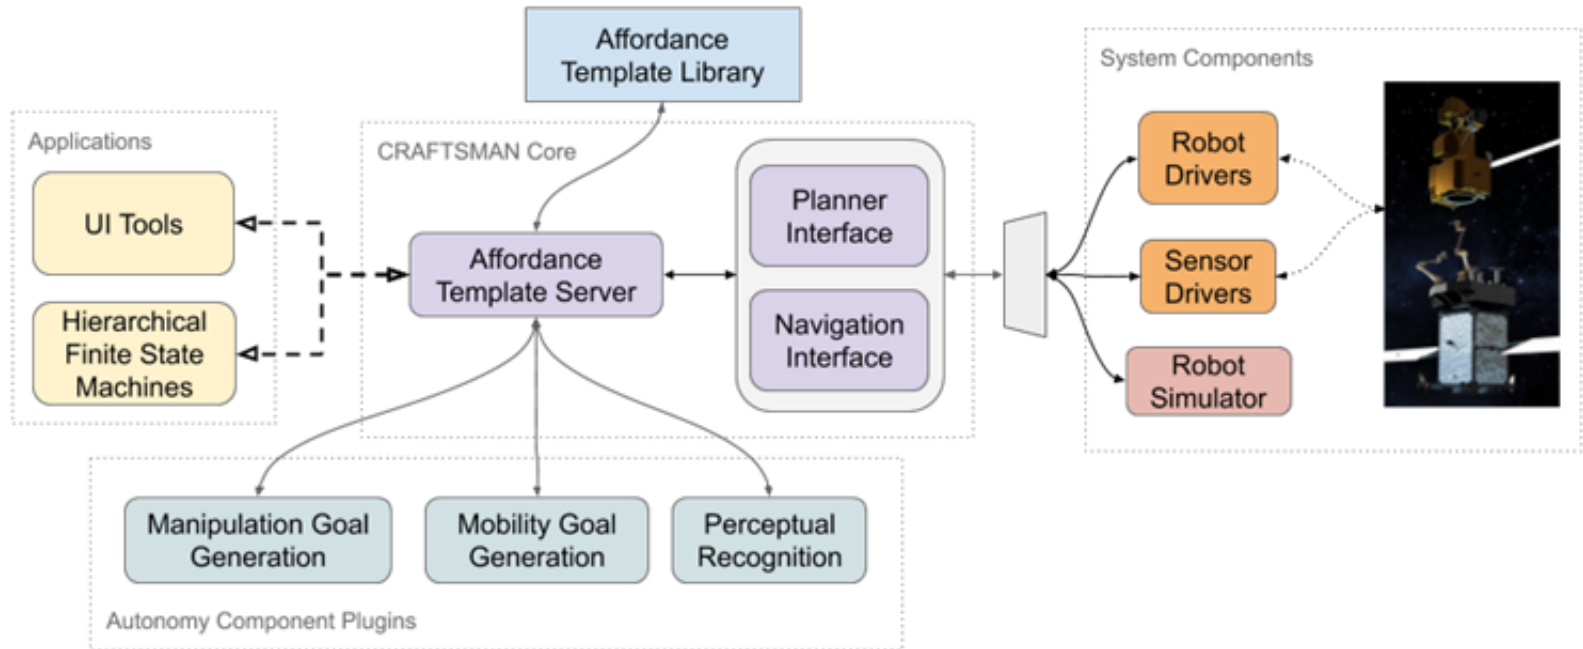 Affordance
Template Library
System Components
Applications
CRAFTSMAN Core
UI Tools
Hierarchical
Finite State
Machines
Affordance
Template Server
Planner
Interface
Navigation
Interface
Robot
Drivers
Sensor
Drivers
Robot
Simulator
Manipulation Goal
Generation
Mobility Goal
Generation
Perceptual
Recognition
Autonomy Component Plugins